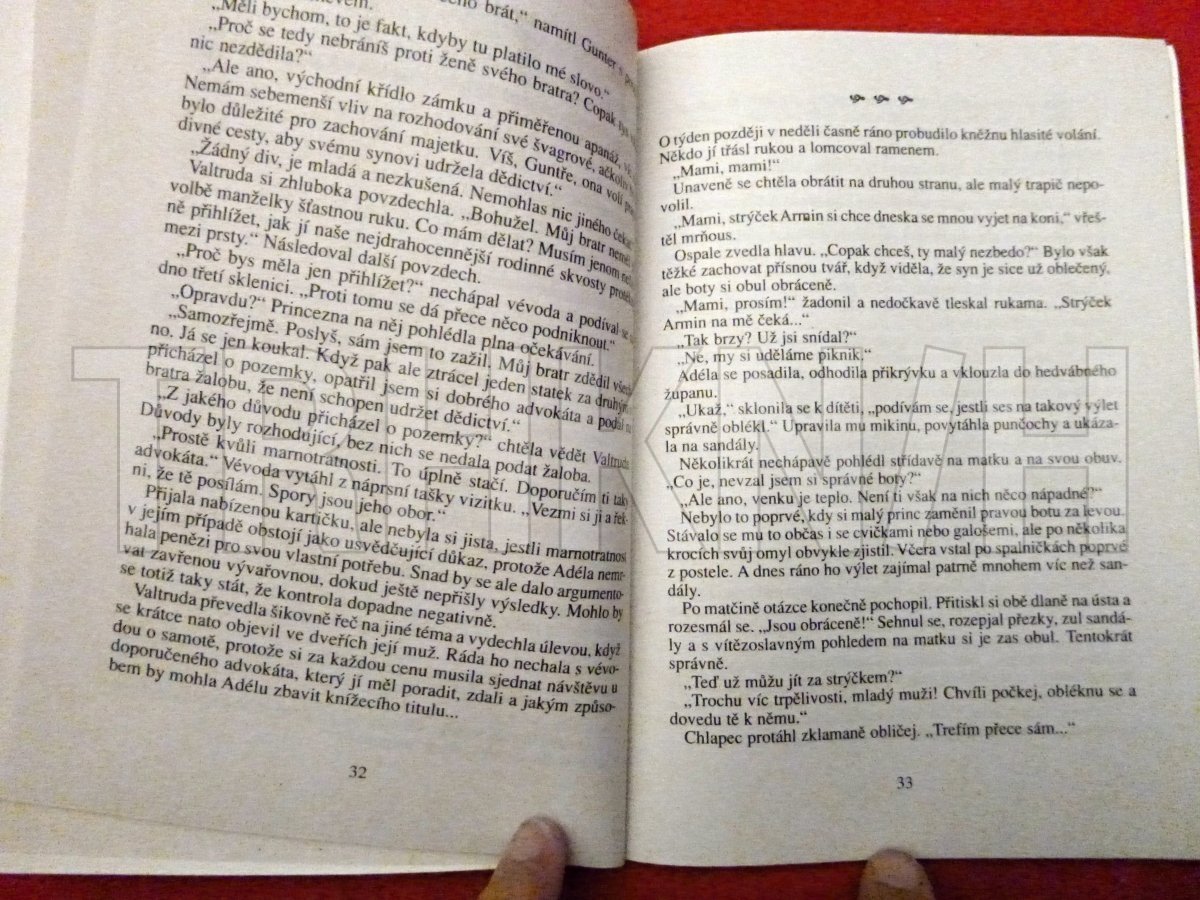 brát,“ namítl Gunter
„Měli bychom, to je fakt, kdyby tu platilo mé slovo.“
„Proč se tedy nebráníš proti ženě svého bratra? Copak
nic nezdědila?“
„Ale ano, východní křídlo zámku a přiměřenou apanáž,
Nemám sebemenší vliv na rozhodování své švagrové, ačkoliv
bylo důležité pro zachování majetku. Víš, Guntře, ona volí
divné cesty, aby svému synovi udržela dědictví.“
„Žádný div, je mladá a nezkušená. Nemohlas nic jiného
Valtruda si zhluboka povzdechla. „Bohužel. Můj bratr neměl
volbě manželky šťastnou ruku. Co mám dělat? Musím jenom
ně přihlížet, jak jí naše nejdrahocennější rodinné skvosty
mezi prsty.“ Následoval další povzdech.
„Proč bys měla jen přihlížet?“ nechápal vévoda a podíval se
dno třetí sklenici. „Proti tomu se dá přece něco podniknout.“
„Opravdu?“ Princezna na něj pohlédla plna očekávání.
„Samozřejmě. Poslyš, sám jsem to zažil. Můj bratr zdědil
no. Já se jen koukal. Když pak ale ztrácel jeden statek za druhým,
přicházel o pozemky, opatřil jsem si dobrého advokáta a podal na
bratra žalobu, že není schopen udržet dědictví.“
„Z jakého důvodu přicházel o pozemky?“ chtěla vědět Valtruda.
Důvody byly rozhodující, bez nich se nedala podat žaloba.
„Prostě kvůli marnotratnosti. To úplně stačí. Doporučím ti taky
advokáta.“ Vévoda vytáhl z náprsní tašky vizitku. „Vezmi si ji a řek-
ni, že tě posílám. Spory jsou jeho obor.“
Přijala nabízenou kartičku, ale nebyla si jista, jestli marnotratnost
v jejím případě obstojí jako usvědčující důkaz, protože Adéla nemr-
hala penězi pro svou vlastní potřebu. Snad by se ale dalo argumento-
vat zavřenou vývařovnou, dokud ještě nepřišly výsledky. Mohlo by
se totiž taky stát, že kontrola dopadne negativně.
Valtruda převedla šikovně řeč na jiné téma a vydechla úlevou, když
se krátce nato objevil ve dveřích její muž. Ráda ho nechala s vévo-
dou o samotě, protože si za každou cenu musila sjednat návštěvu u
doporučeného advokáta, který jí měl poradit, zdali a jakým způso-
bem by mohla Adélu zbavit knížecího titulu...
32
O týden později v neděli časně ráno probudilo kněžnu hlasité volání.
Někdo jí třásl rukou a lomcoval ramenem.
„Mami, mami!“
Unaveně se chtěla obrátit na druhou stranu, ale malý trapič nepo-
volil.
„Mami, strýček Armin si chce dneska se mnou vyjet na koni,“ vřeš-
těl mrňous.
Ospale zvedla hlavu. „Copak chceš, ty malý nezbedo?“ Bylo však
těžké zachovat přísnou tvář, když viděla, že syn je sice už oblečený,
ale boty si obul obráceně.
„Mami, prosím!“ žadonil a nedočkavě tleskal rukama. „Strýček
Armin na mě čeká...“
„Tak brzy? Už jsi snídal?“
„Ne, my si uděláme piknik.“
Adéla se posadila, odhodila přikrývku a vklouzla do hedvábného
županu.
„Ukaž,“ sklonila se k dítěti, „podívám se, jestli ses na takový výlet
správně oblékl.“ Upravila mu mikinu, povytáhla punčochy a ukáza-
la na sandály.
Několikrát nechápavě pohlédl střídavě na matku a na svou obuv.
„Co je, nevzal jsem si správné boty?“
„Ale ano, venku je teplo. Není ti však na nich něco nápadné?“
Nebylo to poprvé, kdy si malý princ zaměnil pravou botu za levou.
Stávalo se mu to občas i se cvičkami nebo galošemi, ale po několika
krocích svůj omyl obvykle zjistil. Včera vstal po spalničkách poprvé
z postele. A dnes ráno ho výlet zajímal patrně mnohem víc než san-
dály.
Po matčině otázce konečně pochopil. Přitiskl si obě dlaně na ústa a
rozesmál se. „Jsou obráceně!“ Sehnul se, rozepjal přezky, zul sandá-
ly a s vítězoslavným pohledem na matku si je zas obul. Tentokrát
správně.
„Teď už můžu jít za strýčkem?“
„Trochu víc trpělivosti, mladý muži! Chvíli počkej, obléknu se a
dovedu tě k němu.“
Chlapec protáhl zklamaně obličej. „Trefím přece sám...“
33